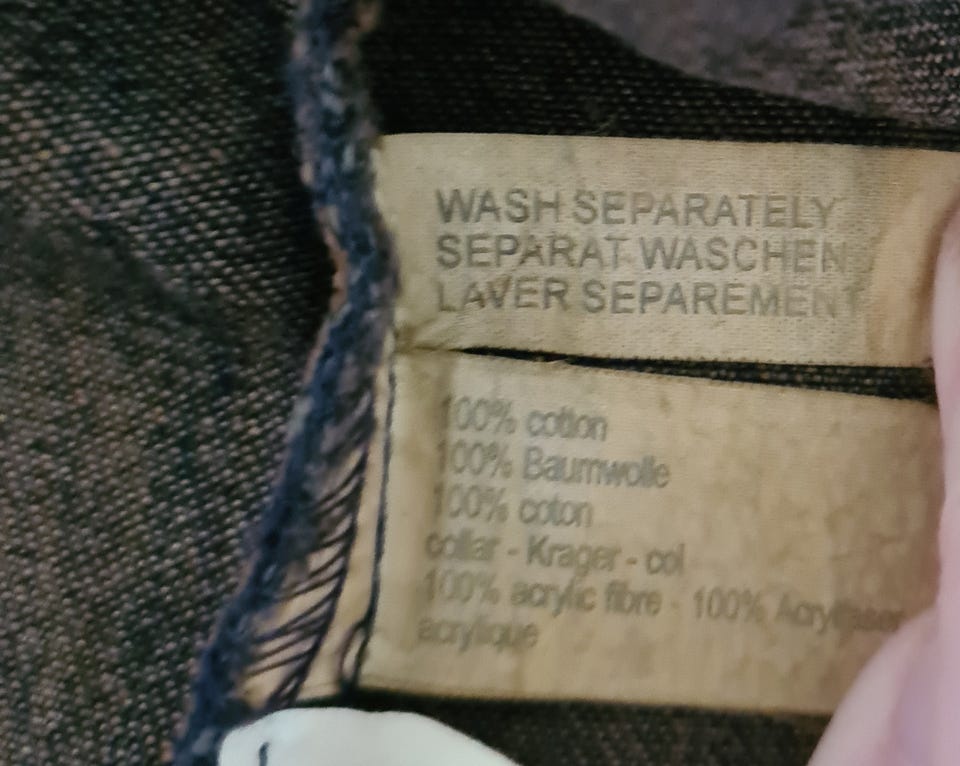 WASH SEPARATELY
SEPARAT WASCHEN
LAVER SEPAREMENT
100% cotton
100% Baumwolle
100% coton
collar - Krager - col
100% acrylic fibre - 100% Acrylfaser
acrylique